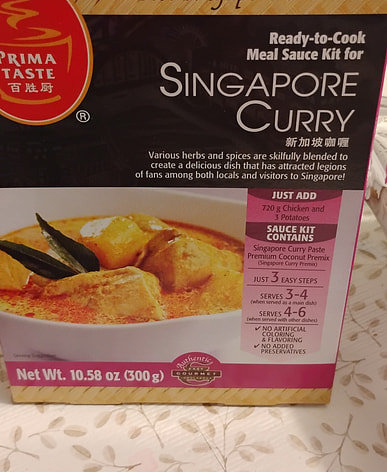 PRIMA
TASTE
百胜厨
®
Ready-to-Cook
Meal Sauce Kit for
SINGAPORE
CURRY
新加坡咖喱
Various herbs and spices are skilfully blended to
create a delicious dish that has attracted legions
of fans among both locals and visitors to Singapore!
JUST ADD
720 g Chicken and
3 Potatoes
SAUCE KIT
CONTAINS
Singapore Curry Paste
Premium Coconut Premix
(Singapore Curry Premix)
JUST 3 EASY STEPS
SERVES 3-4
(when served as a main dish)
SERVES 4-6
(when served with other dishes)
✓ NO ARTIFICIAL
COLORING
& FLAVORING
✓ NO ADDED
PRESERVATIVES
Serving Suggestion
Authentic
GOURMET
Net Wt. 10.58 oz (300 g)